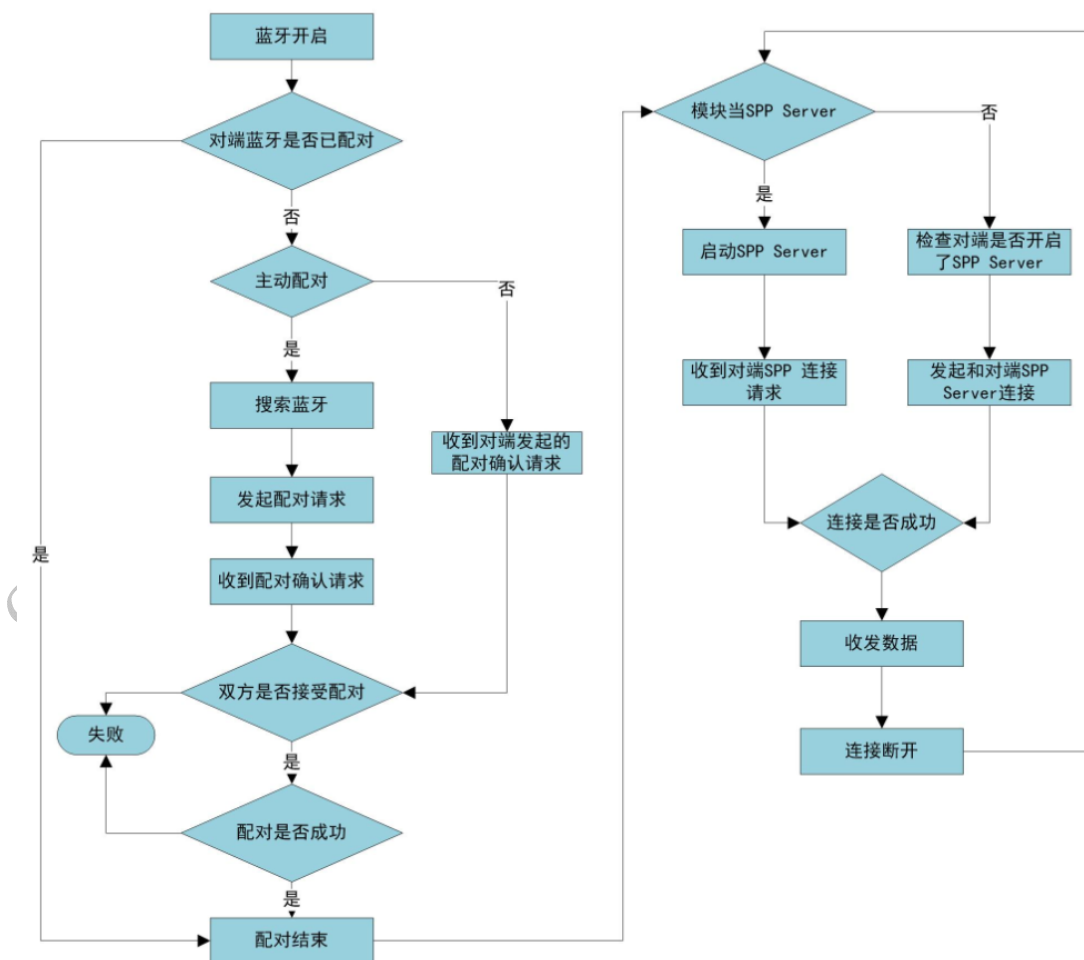 蓝牙开启
对端蓝牙是否已配对
否
主动配对
否
是
搜索蓝牙
收到对端发起的
配对确认请求
发起配对请求
是
收到配对确认请求
双方是否接受配对
失败
是
配对是否成功
是
配对结束
模块当SPP Server
否
是
启动SPP Server
检查对端是否开启
了SPP Server
收到对端SPP 连接
请求
发起和对端SPP
Server连接
连接是否成功
收发数据
连接断开